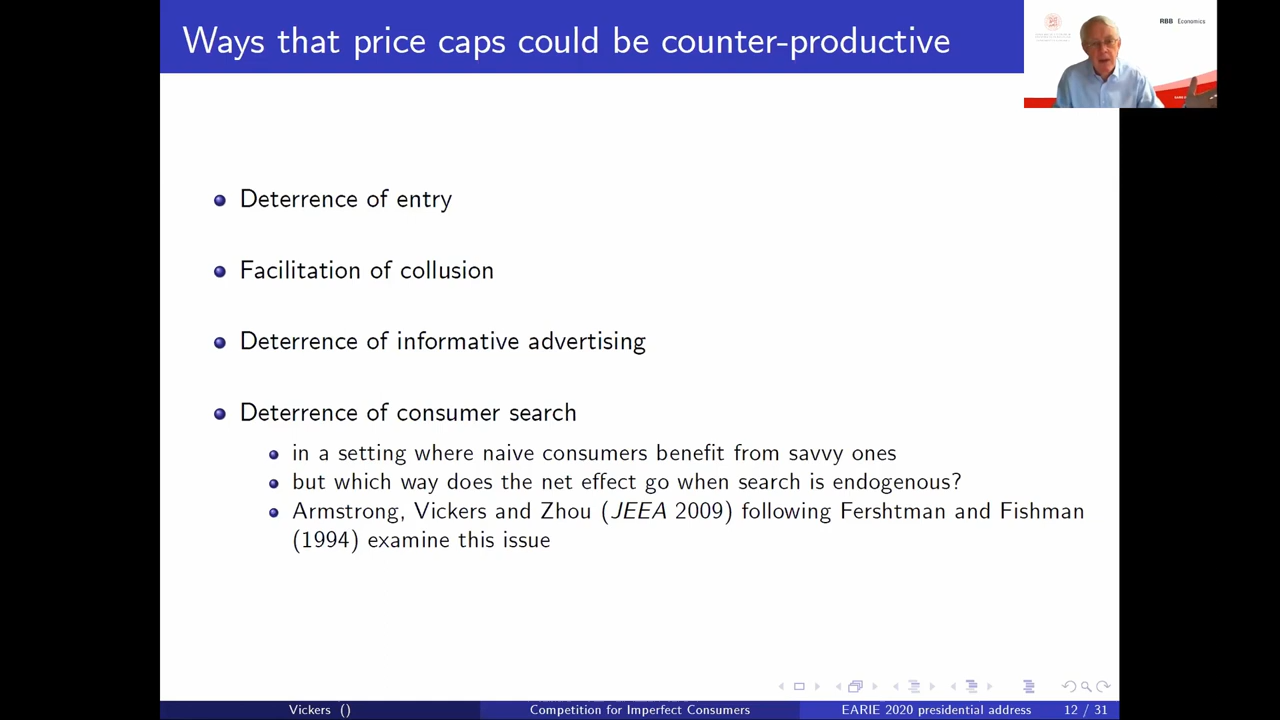 Ways that price caps could be counter-productive
RBB Economics
Deterrence of entry
Facilitation of collusion
Deterrence of informative advertising
Deterrence of consumer search
in a setting where naive consumers benefit from savvy ones
but which way does the net effect go when search is endogenous?
Armstrong, Vickers and Zhou (JEEA 2009) following Fershtman and Fishman
(1994) examine this issue
Vickers () Competition for Imperfect Consumers EARIE 2020 presidential address 12 / 31